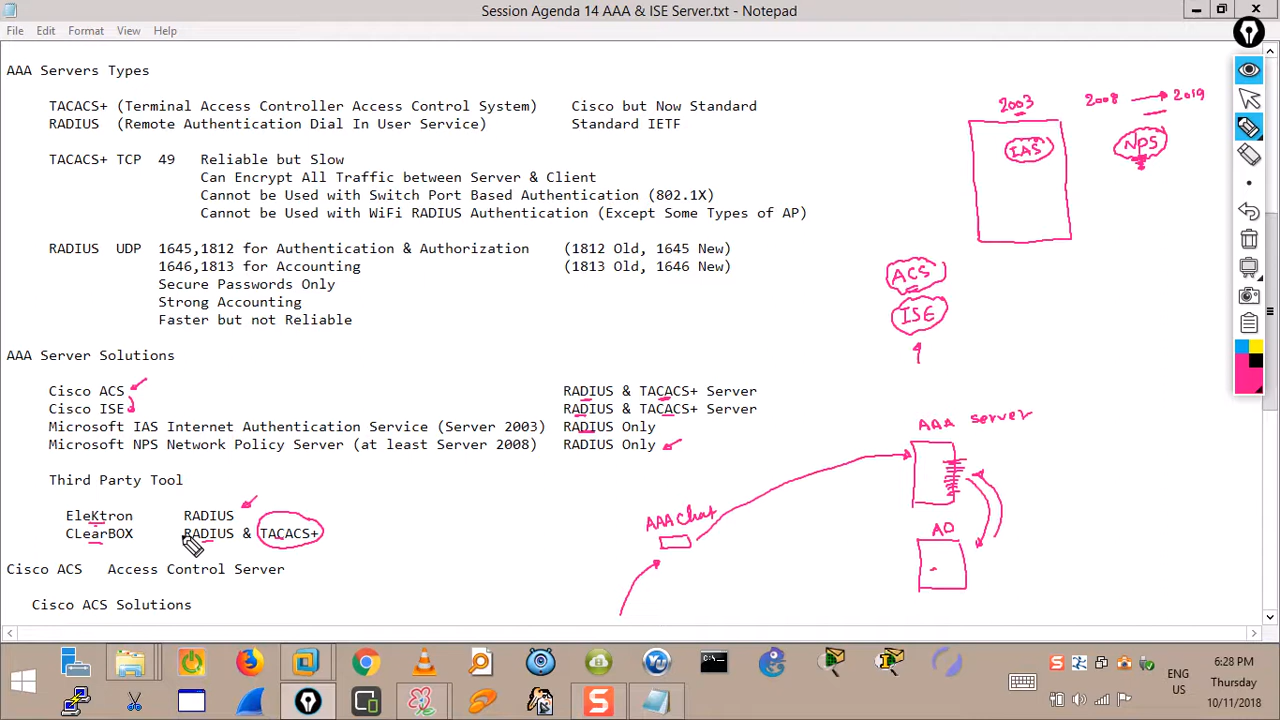 Session Agenda 14 AAA & ISE Server.txt - Notepad
File Edit Format View Help
AAA Servers Types
TACACS+ (Terminal Access Controller Access Control System) Cisco but Now Standard
RADIUS (Remote Authentication Dial In User Service) Standard IETF
TACACS+ TCP 49 Reliable but Slow
Can Encrypt All Traffic between Server & Client
Cannot be Used with Switch Port Based Authentication (802.1X)
Cannot be Used with WiFi RADIUS Authentication (Except Some Types of AP)
RADIUS UDP 1645,1812 for Authentication & Authorization (1812 Old, 1645 New)
1646,1813 for Accounting (1813 Old, 1646 New)
Secure Passwords Only
Strong Accounting
Faster but not Reliable
AAA Server Solutions
Cisco ACS RADIUS & TACACS+ Server
Cisco ISE RADIUS & TACACS+ Server
Microsoft IAS Internet Authentication Service (Server 2003) RADIUS Only
Microsoft NPS Network Policy Server (at least Server 2008) RADIUS Only
Third Party Tool
EleKtron RADIUS
CLearBOX RADIUS & TACACS+
Cisco ACS Access Control Server
Cisco ACS Solutions
2003
2008 2019
IAS
NPS
ACS
ISE
AAA server
AAA
AD
ENG
US
6:28 PM
Thursday
10/11/2018